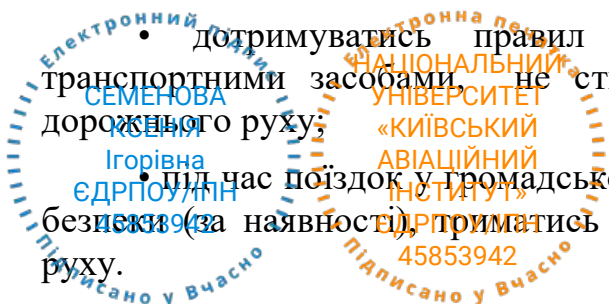 • дотримуватись правил
транспортними засобами, не ст
дорожнього руху;
• під час поїздок у громадсько
безпеки (за наявності), триматись
руху.
Електронний підпис
СЕМЕНОВА
КСЕНІЯ
Ігорівна
ЄДРПОУ/ІПН
45853942
Підписано у Вчасно
Електронна печатка
НАЦІОНАЛЬНИЙ
УНІВЕРСИТЕТ
«КИЇВСЬКИЙ
АВІАЦІЙНИЙ
ІНСТИТУТ»
ЄДРПОУ/ІПН
45853942
Підписано у Вчасно